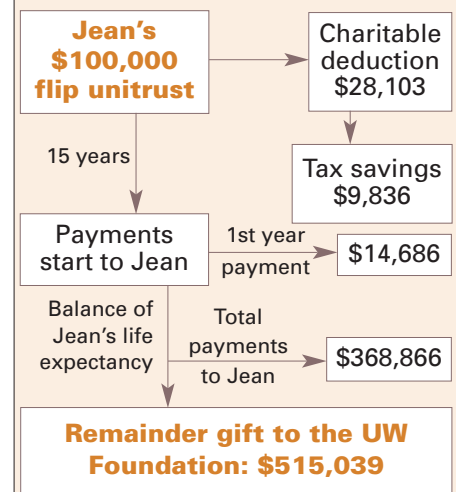 Jean's
$100,000
flip unitrust
Charitable
deduction
$28,103
15 years
Tax savings
$9,836
Payments
start to Jean
1st year
payment
$14,686
Balance of
Jean's life
expectancy
Total
payments
to Jean
$368,866
Remainder gift to the UW
Foundation: $515,039